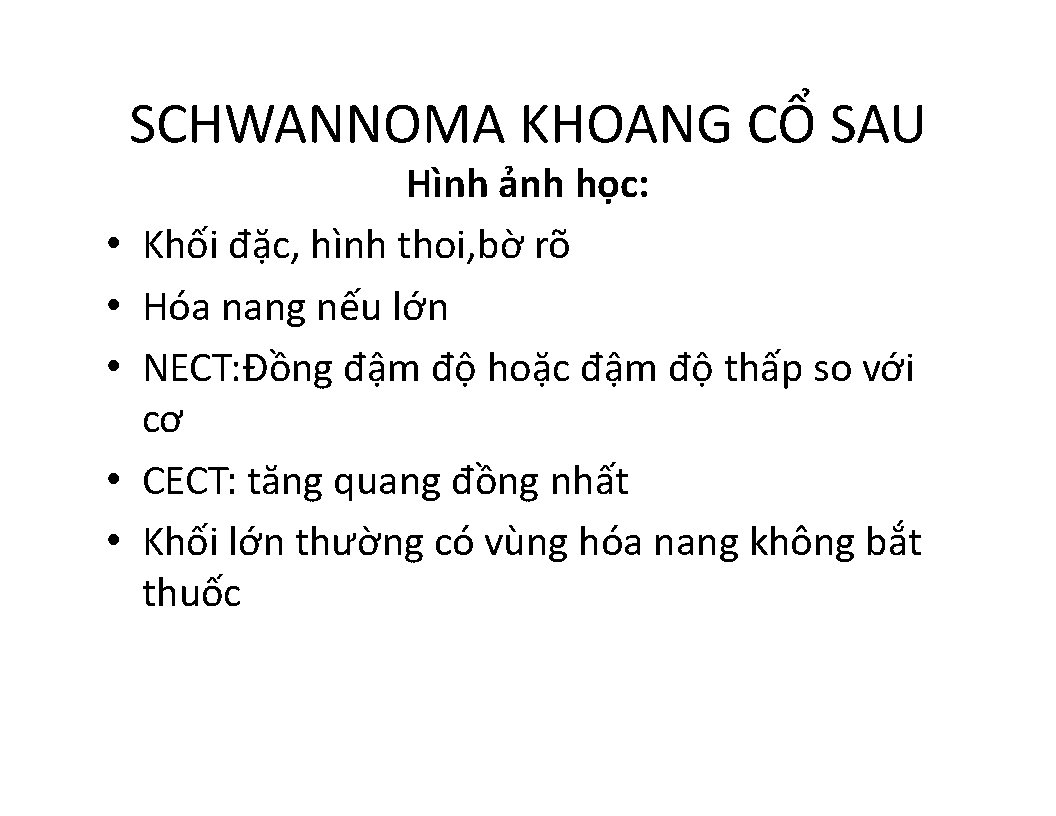 SCHWANNOMA KHOANG CỔ SAU
Hình ảnh học:
• Khối đặc, hình thoi,bờ rõ
• Hóa nang nếu lớn
• NECT:Đồng đậm độ hoặc đậm độ thấp so với
cơ
• CECT: tăng quang đồng nhất
• Khối lớn thường có vùng hóa nang không bắt
thuốc